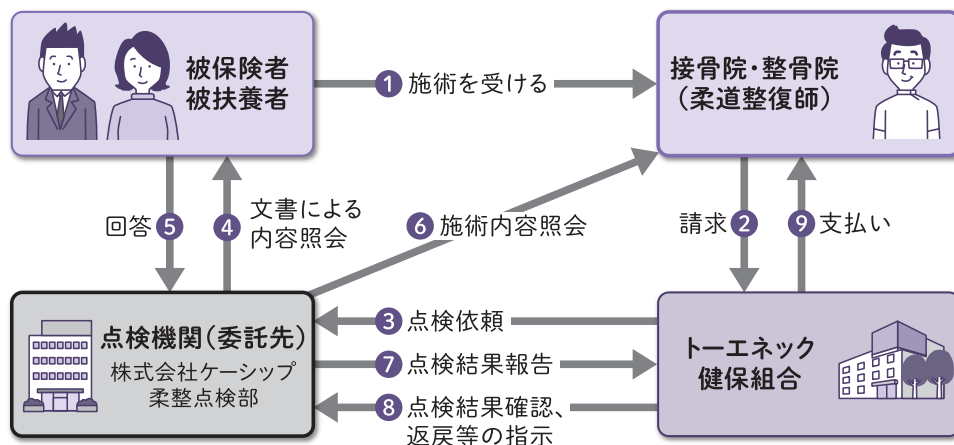 被保険者
被扶養者
1 施術を受ける
接骨院・整骨院
（柔道整復師）
回答 5
4 文書による
内容照会
6 施術内容照会
請求 2
9 支払い
点検機関（委託先）
株式会社ケーシップ
柔整点検部
3 点検依頼
7 点検結果報告
8 点検結果確認、
返戻等の指示
トーエネック
健保組合